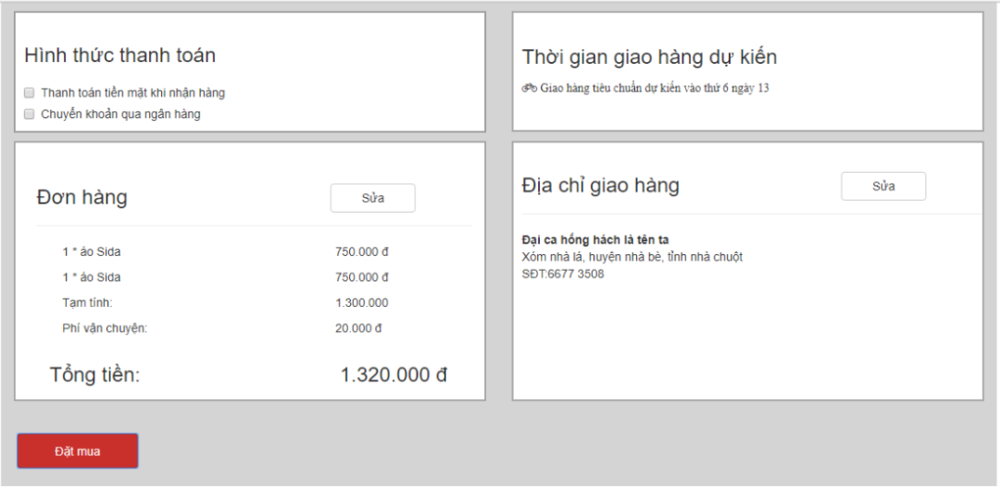 Hình thức thanh toán
Thanh toán tiền mặt khi nhận hàng
Chuyển khoản qua ngân hàng
Thời gian giao hàng dự kiến
Giao hàng tiêu chuẩn dự kiến vào thứ 6 ngày 13
Đơn hàng
Sửa
1 * áo Sida 750.000 đ
1 * áo Sida 750.000 đ
Tạm tính: 1.300.000
Phí vận chuyện: 20.000 đ
Tổng tiền: 1.320.000 đ
Địa chỉ giao hàng
Sửa
Đại ca hống hách là tên ta
Xóm nhà lá, huyện nhà bè, tỉnh nhà chuột
SĐT:6677 3508
Đặt mua